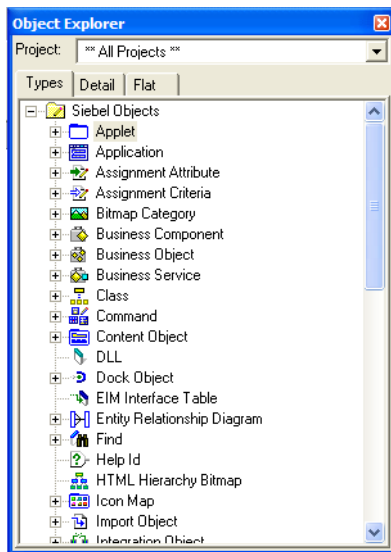 Object Explorer
Project: ** All Projects **
Types Detail Flat
Siebel Objects
Applet
Application
Assignment Attribute
Assignment Criteria
Bitmap Category
Business Component
Business Object
Business Service
Class
Command
Content Object
DLL
Dock Object
EIM Interface Table
Entity Relationship Diagram
Find
Help Id
HTML Hierarchy Bitmap
Icon Map
Import Object
Integration Object